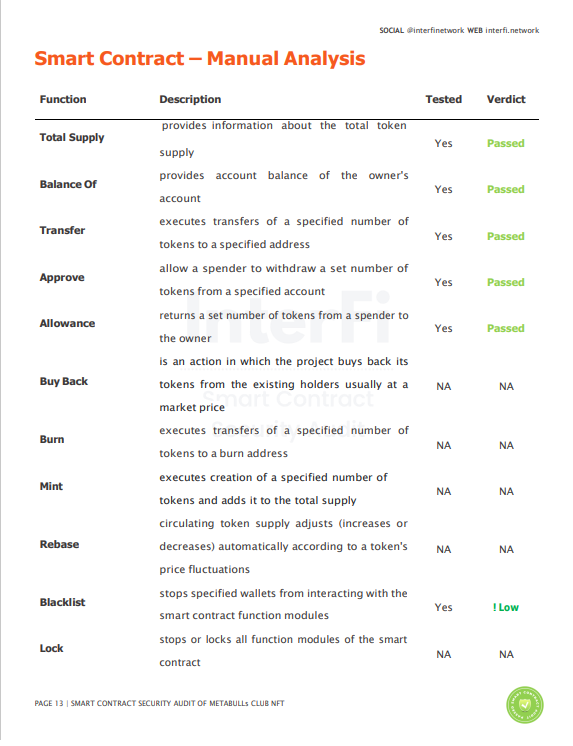 SOCIAL @interfinetwork WEB interfi.network
Smart Contract – Manual Analysis
Function Description Tested Verdict
Total Supply provides information about the total token
supply Yes Passed
Balance Of provides account balance of the owner's
account Yes Passed
Transfer executes transfers of a specified number of
tokens to a specified address Yes Passed
Approve allow a spender to withdraw a set number of
tokens from a specified account Yes Passed
Allowance returns a set number of tokens from a spender to
the owner Yes Passed
is an action in which the project buys back its
Buy Back tokens from the existing holders usually at a NA NA
market price
Burn executes transfers of a specified number of
tokens to a burn address NA NA
Mint executes creation of a specified number of
tokens and adds it to the total supply NA NA
circulating token supply adjusts (increases or
Rebase decreases) automatically according to a token's NA NA
price fluctuations
Blacklist stops specified wallets from interacting with the
smart contract function modules Yes ! Low
Lock stops or locks all function modules of the smart
contract NA NA
InterFi
Smart Contract
Security Audit
PAGE 13 | SMART CONTRACT SECURITY AUDIT OF METABULLs CLUB NFT